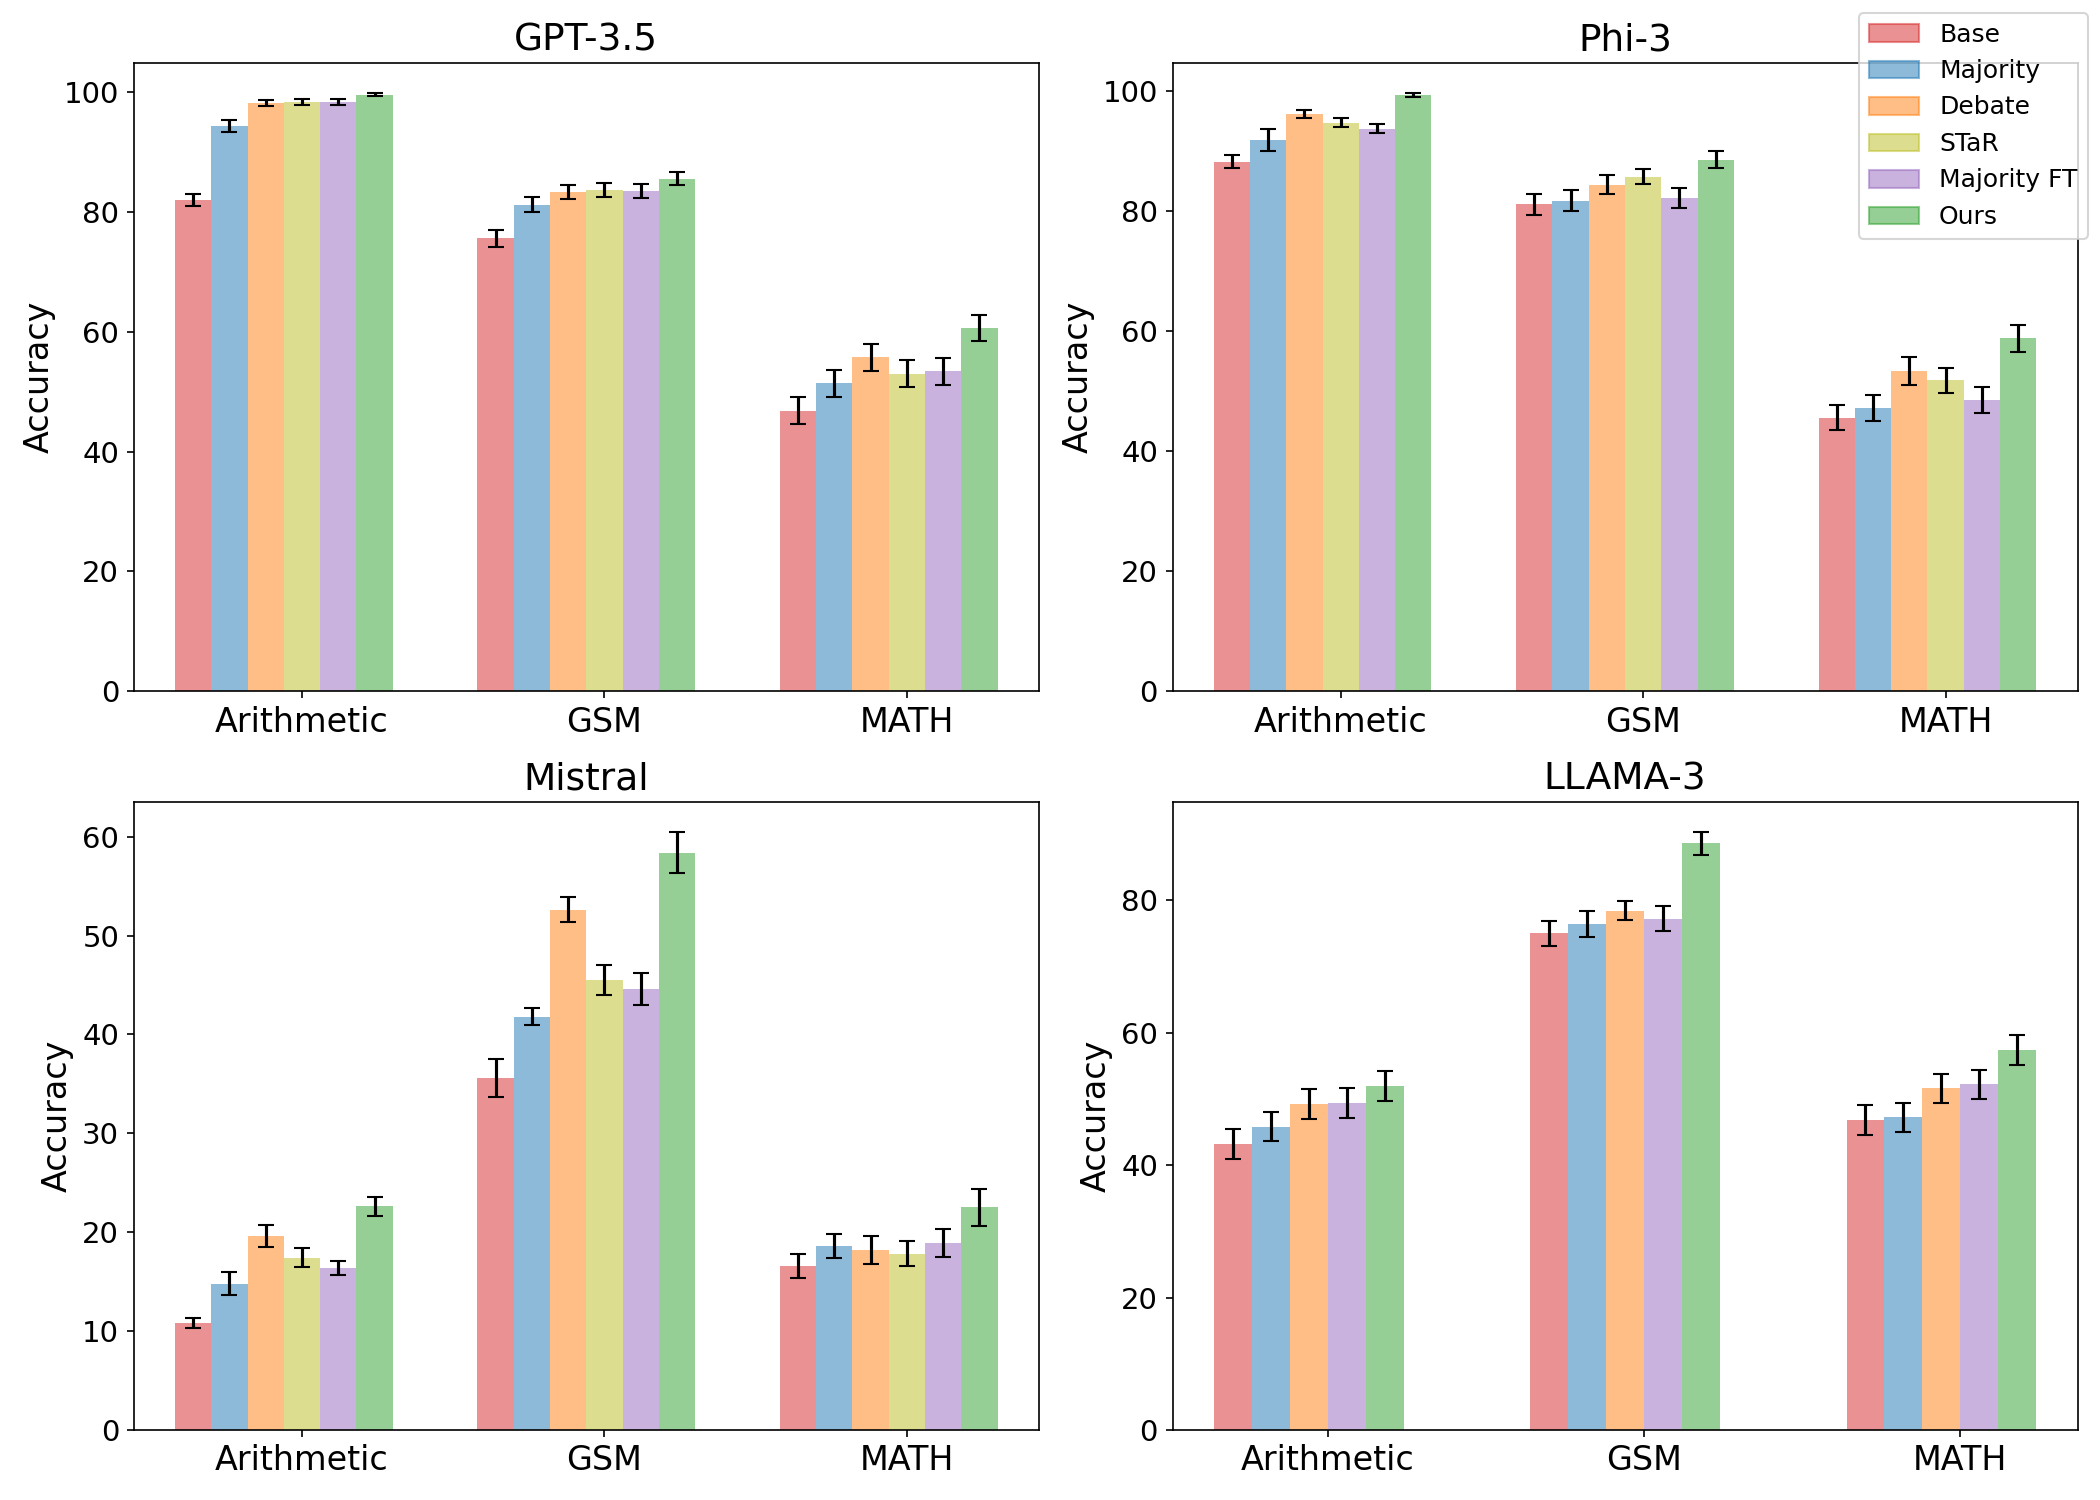 GPT-3.5
Accuracy
100
80
60
40
20
0
Arithmetic
GSM
MATH
Phi-3
Accuracy
100
80
60
40
20
0
Arithmetic
GSM
MATH
Base
Majority
Debate
STaR
Majority FT
Ours
Mistral
Accuracy
60
50
40
30
20
10
0
Arithmetic
GSM
MATH
LLAMA-3
Accuracy
80
60
40
20
0
Arithmetic
GSM
MATH